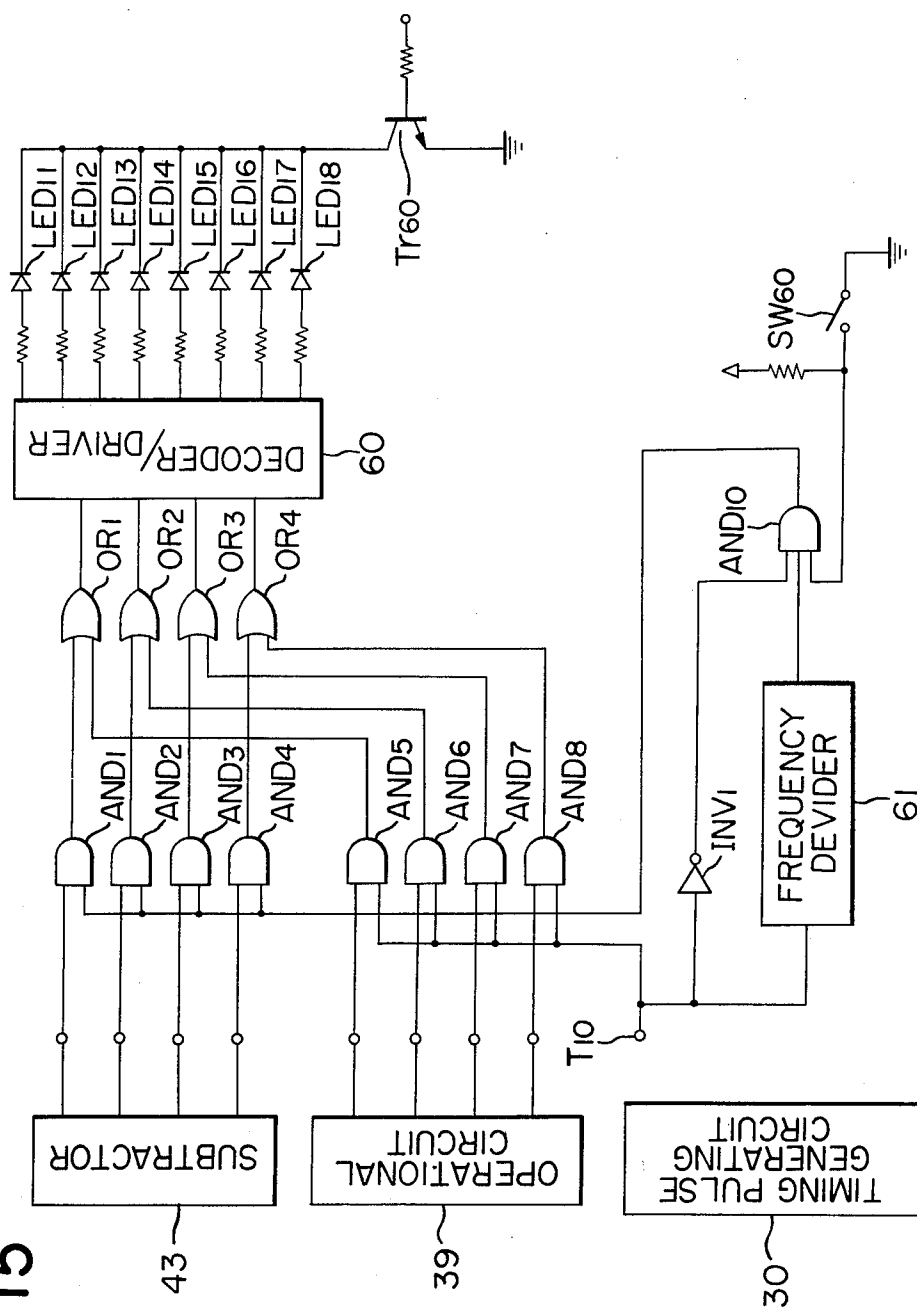 15
SUBTRACTOR
43
OPERATIONAL
CIRCUIT
39
TIMING PULSE
GENERATING
CIRCUIT
30
AND1
AND2
AND3
AND4
AND5
AND6
AND7
AND8
T10
INV1
FREQUENCY
DEVIDER
61
OR1
OR2
OR3
OR4
DECODER
/DRIVER
60
AND10
LED11
LED12
LED13
LED14
LED15
LED16
LED17
LED18
Tr60
SW60